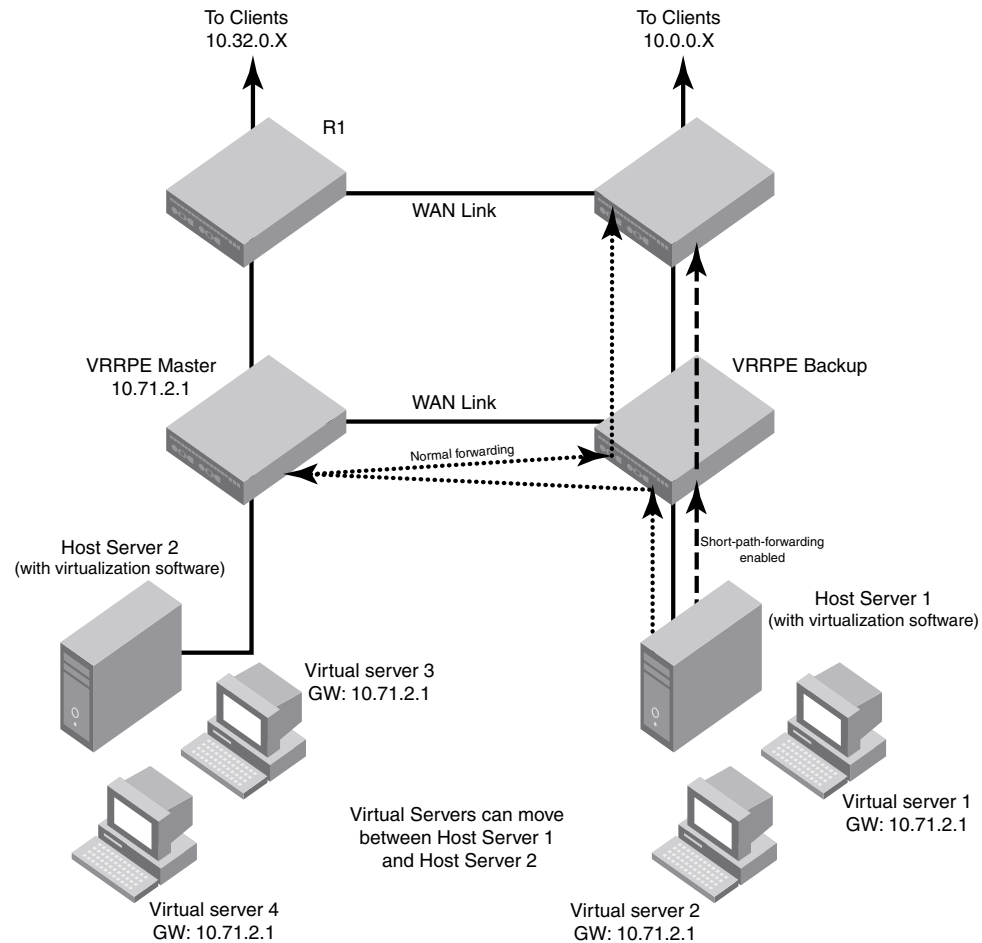 To Clients
10.32.0.X
To Clients
10.0.0.X
R1
WAN Link
VRRPE Master
10.71.2.1
WAN Link
VRRPE Backup
Normal forwarding
Short-path-forwarding
enabled
Host Server 2
(with virtualization software)
Host Server 1
(with virtualization software)
Virtual server 3
GW: 10.71.2.1
Virtual server 1
GW: 10.71.2.1
Virtual Servers can move
between Host Server 1
and Host Server 2
Virtual server 4
GW: 10.71.2.1
Virtual server 2
GW: 10.71.2.1